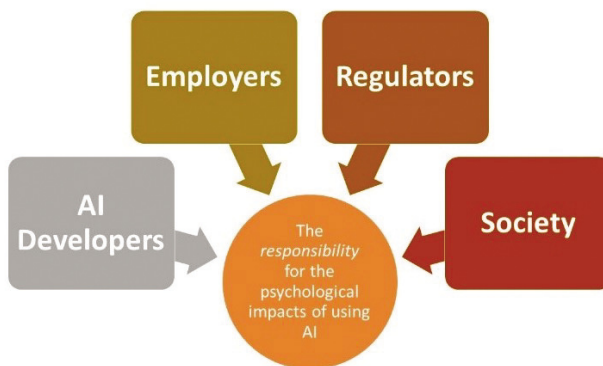 Employers
Regulators
AI
Developers
Society
The
responsibility
for the
psychological
impacts of using
AI